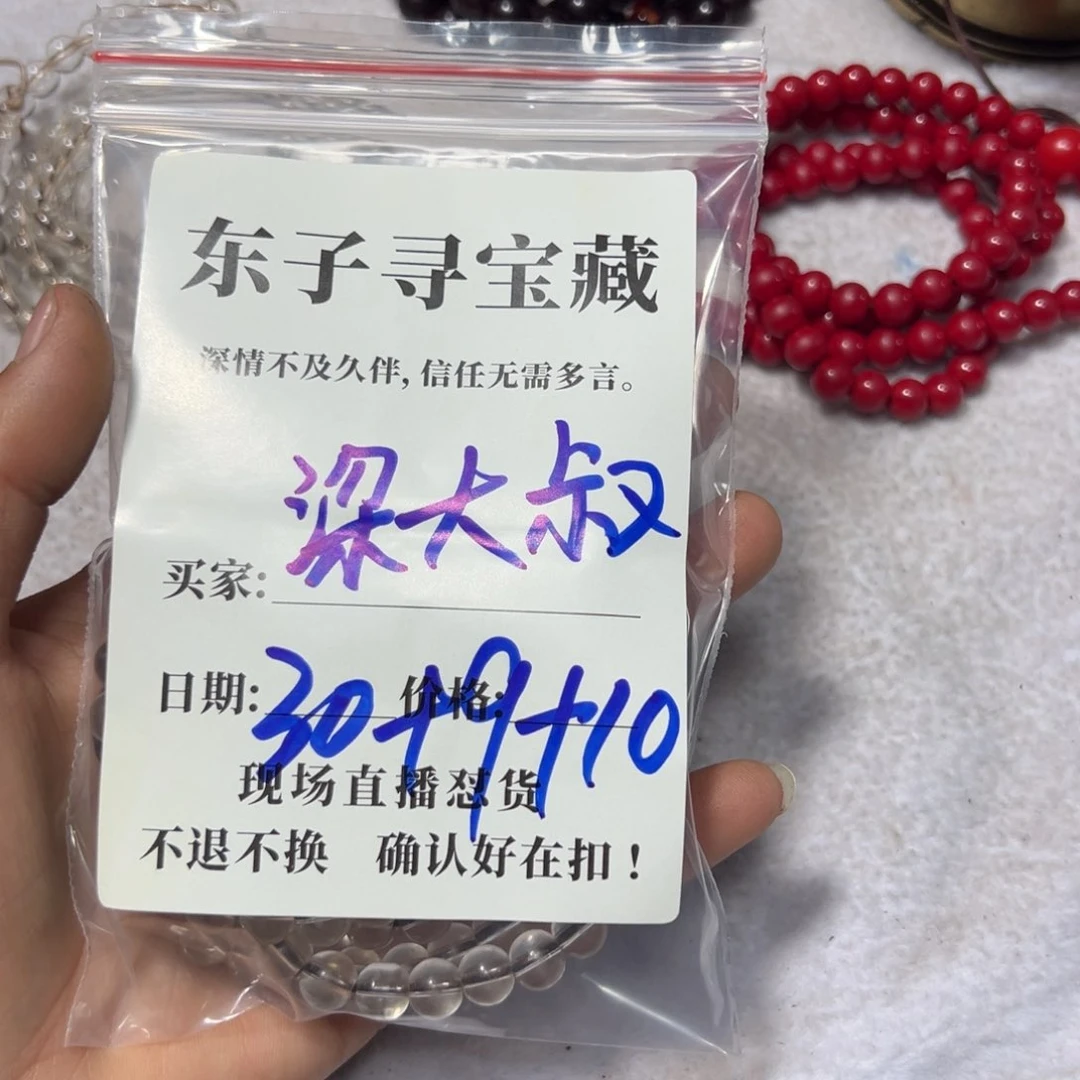 东子寻宝藏
深情不及久伴,信任无需多言。
买家:梁大叔
日期:30+9+10 价格:
现场直播怼货
不退不换 确认好在扣!